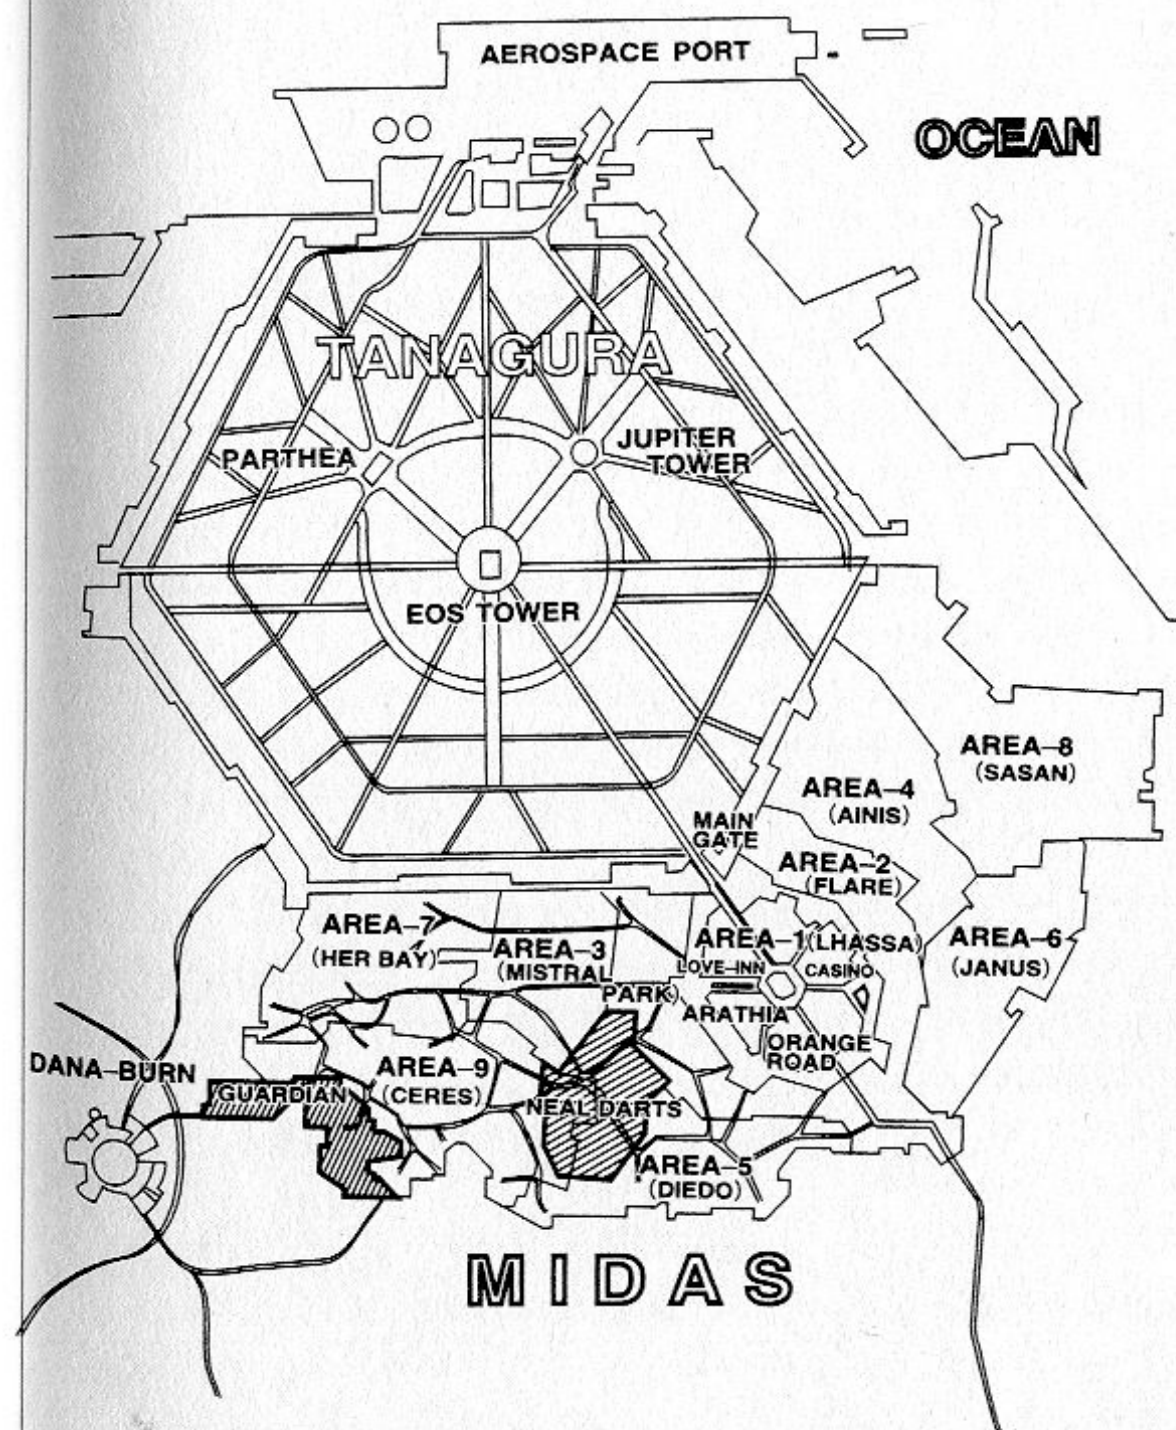 AEROSPACE PORT
OCEAN
TANAGURA
PARTHEA
JUPITER
TOWER
EOS TOWER
AREA–8
(SASAN)
AREA–4
(AINIS)
MAIN
GATE
AREA–2
(FLARE)
AREA–7
(HER BAY)
AREA–3
(MISTRAL
PARK)
AREA–1 (LHASSA)
LOVE–INN
CASINO
AREA–6
(JANUS)
ARATHIA
ORANGE
ROAD
DANA–BURN
GUARDIAN
AREA–9
(CERES)
NEAL DARTS
AREA–5
(DIEDO)
MIDAS